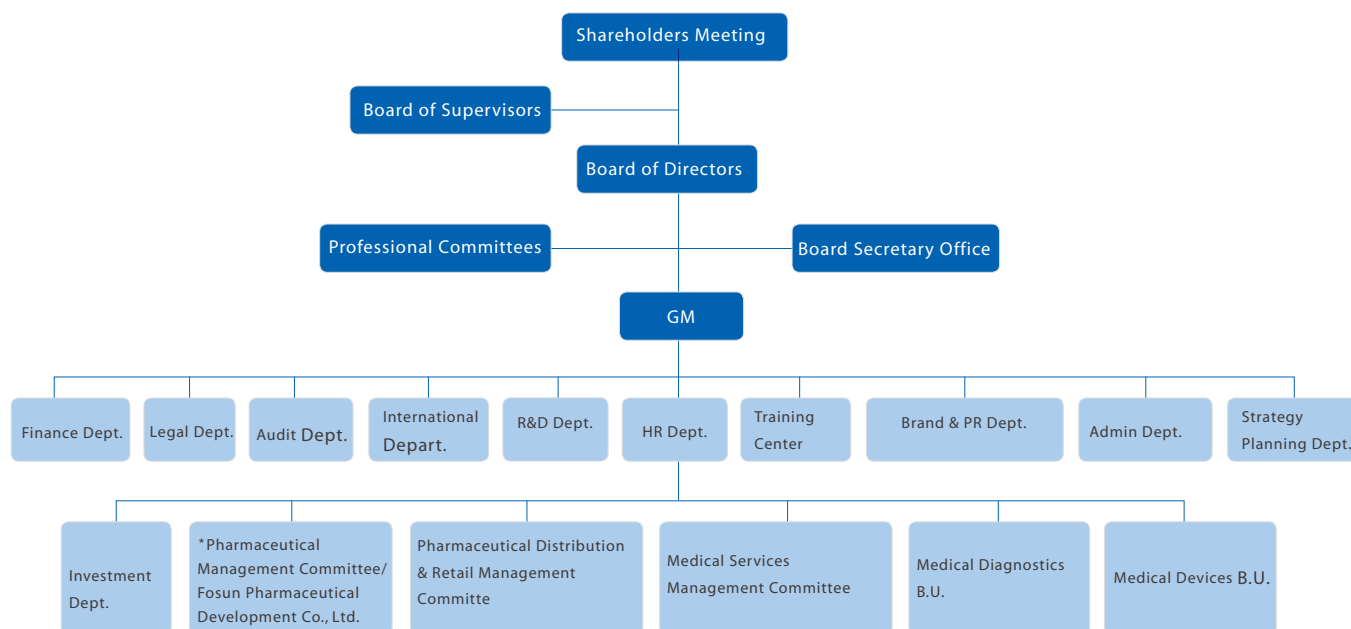 Shareholders Meeting
Board of Supervisors
Board of Directors
Professional Committees
Board Secretary Office
GM
Finance Dept.
Legal Dept.
Audit Dept.
International
Depart.
R&D Dept.
HR Dept.
Training
Center
Brand & PR Dept.
Admin Dept.
Strategy
Planning Dept.
Investment
Dept.
*Pharmaceutical
Management Committee/
Fosun Pharmaceutical
Development Co., Ltd.
Pharmaceutical Distribution
& Retail Management
Committe
Medical Services
Management Committee
Medical Diagnostics
B.U.
Medical Devices B.U.